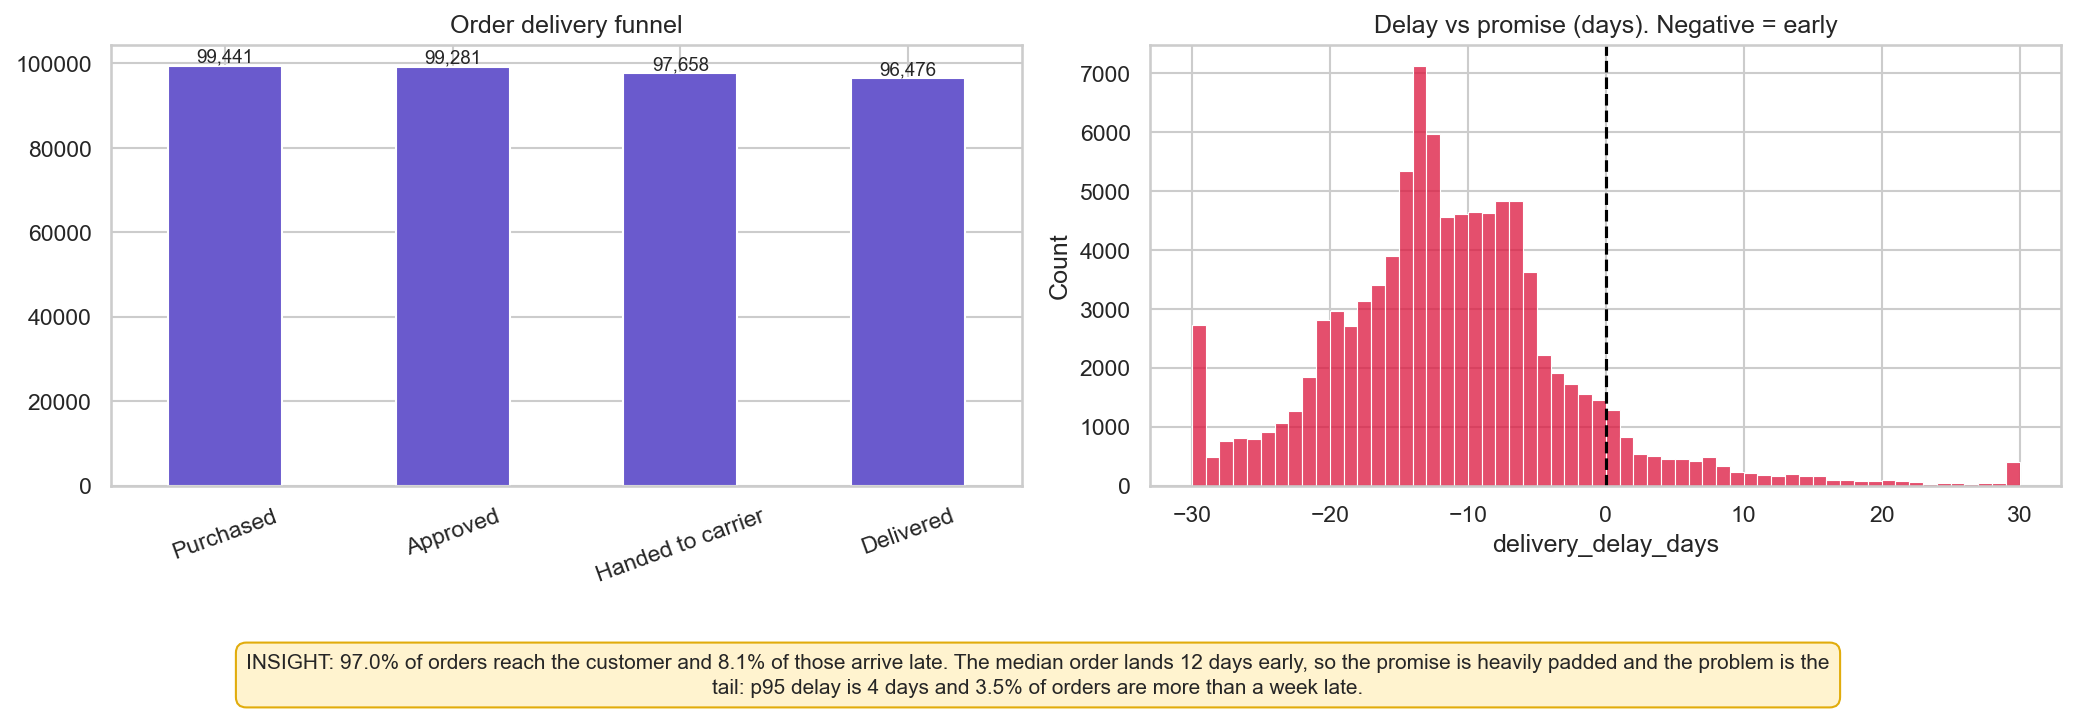 Order delivery funnel
100000
80000
60000
40000
20000
0
99,441
99,281
97,658
96,476
Purchased
Approved
Handed to carrier
Delivered
Delay vs promise (days). Negative = early
Count
7000
6000
5000
4000
3000
2000
1000
0
−30
−20
−10
0
10
20
30
delivery_delay_days
INSIGHT: 97.0% of orders reach the customer and 8.1% of those arrive late. The median order lands 12 days early, so the promise is heavily padded and the problem is the
tail: p95 delay is 4 days and 3.5% of orders are more than a week late.